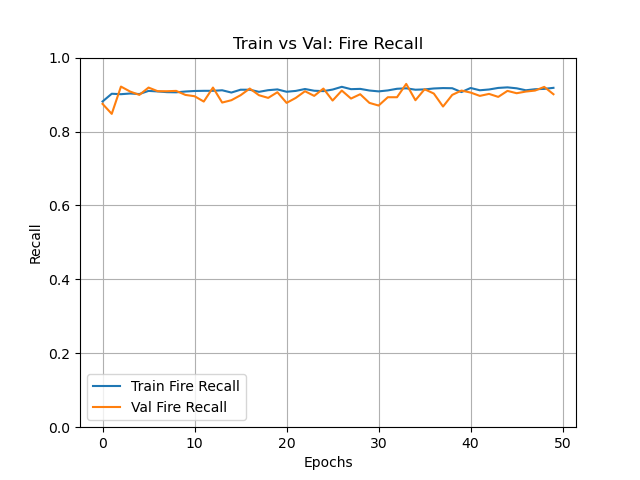 Train vs Val: Fire Recall
1.0
0.8
0.6
0.4
0.2
0.0
Recall
Train Fire Recall
Val Fire Recall
0 10 20 30 40 50
Epochs